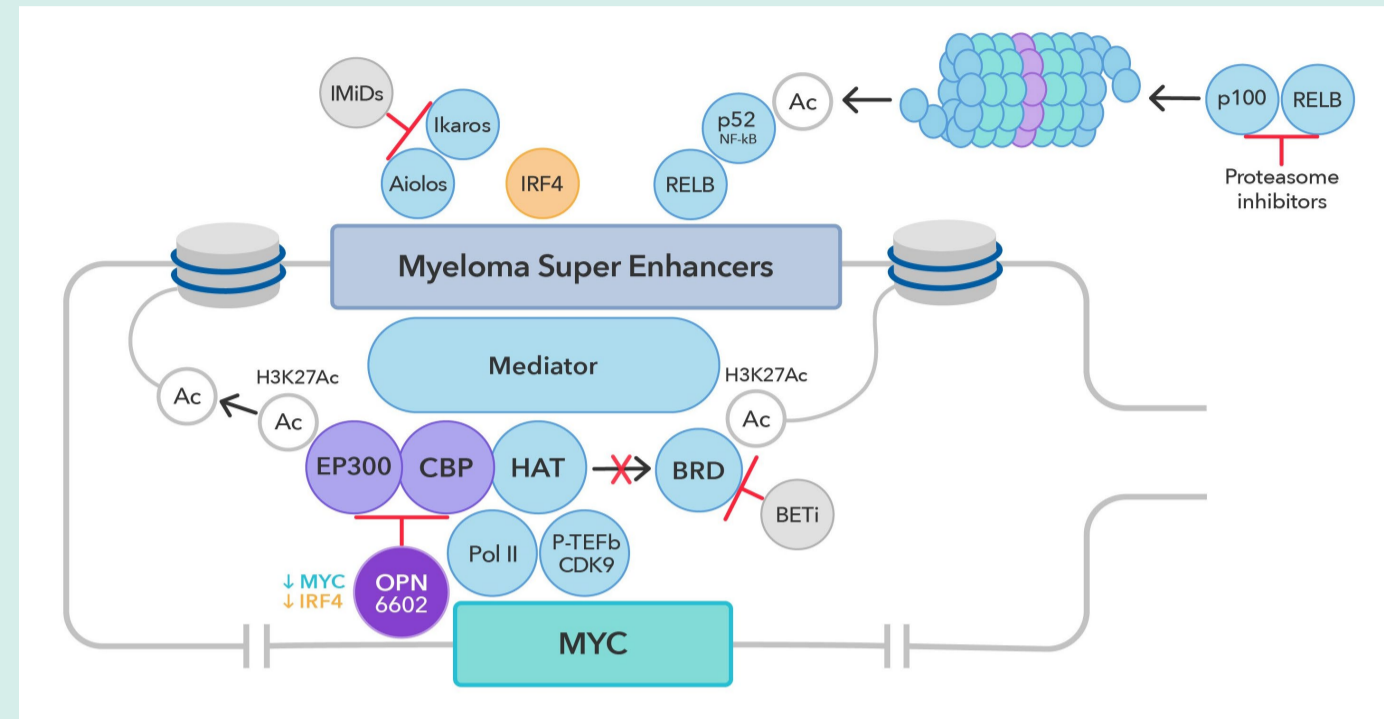 IMiDs
Ikaros
Aiolos
IRF4
RELB
p52
NF-kB
Ac
p100
RELB
Proteasome
inhibitors
Myeloma Super Enhancers
Mediator
H3K27Ac
Ac
Ac
H3K27Ac
Ac
EP300
CBP
HAT
BRD
BETi
Pol II
P-TEFb
CDK9
↓ MYC
↓ IRF4
OPN
6602
MYC